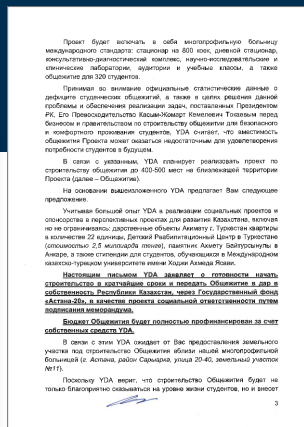 Проект будет включать в себя многопрофильную больницу
международного стандарта: стационар на 800 коек, дневной стационар,
консультативно-диагностический комплекс, научно-исследовательские и
клинические лаборатории, аудитории и учебные классы, а также
общежитие для 320 студентов.
Принимая во внимание официальные статистические данные о
дефиците студенческих общежитий, а также в целях решения данной
проблемы и обеспечения реализации задач, поставленных Президентом
РК, Его Превосходительство Касым-Жомарт Кемелевич Токаевым перед
бизнесом и правительством по строительству общежитий для безопасного
и комфортного проживания студентов, YDA считает, что вместимость
общежития Проекта может оказаться недостаточным для удовлетворения
потребности студентов в будущем.
В связи с указанным, YDA планирует реализовать проект по
строительству общежития до 400-500 мест на близлежащей территории
Проекта (далее – Общежитие).
На основании вышеизложенного YDA предлагает Вам следующее
предложение.
Учитывая большой опыт YDA в реализации социальных проектов и
спонсорства в перспективных проектах для развития Казахстана, включая
но не ограничиваясь: дарственные объекты Акимату г. Туркестан квартиры
в количестве 22 единицы, Детский Реабилитационный Центр в Туркестане
(стоимостью 2,5 миллиарда тенге), памятник Ахмету Байтурсынулы в
Анкаре, а также стипендии для студентов, обучающихся в Международном
казахско-турецком университете имени Ходжи Ахмеда Ясави.
Настоящим письмом YDA заявляет о готовности начать
строительство в кратчайшие сроки и передать Общежитие в дар в
собственность Республики Казахстан, через Государственный фонд
«Астана-20», в качестве проекта социальной ответственности путем
подписания меморандума.
Бюджет Общежития будет полностью профинансирован за счет
собственных средств YDA.
В связи с этим YDA ожидает от Вас предоставления земельного
участка под строительство Общежития вблизи нашей многопрофильной
больницей (г. Астана, район Сарыарка, улица 20-40, земельный участок
№11).
Поскольку YDA верит, что строительство Общежития будет не
только благоприятно сказываться на уровне жизни студентов, но и внесет
3